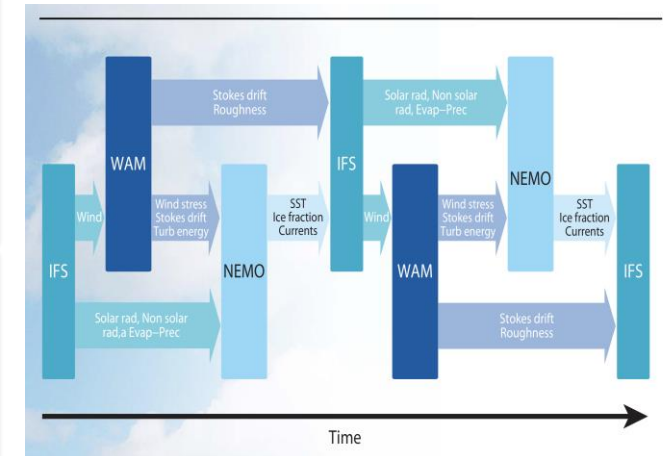 Stokes drift
Roughness
Solar rad, Non solar
rad, Evap–Prec
WAM
IFS
NEMO
Wind
Wind stress
Stokes drift
Turb energy
SST
Ice fraction
Currents
Wind
Wind stress
Stokes drift
Turb energy
SST
Ice fraction
Currents
IFS
NEMO
WAM
IFS
Solar rad, Non solar
rad,a Evap–Prec
Stokes drift
Roughness
Time